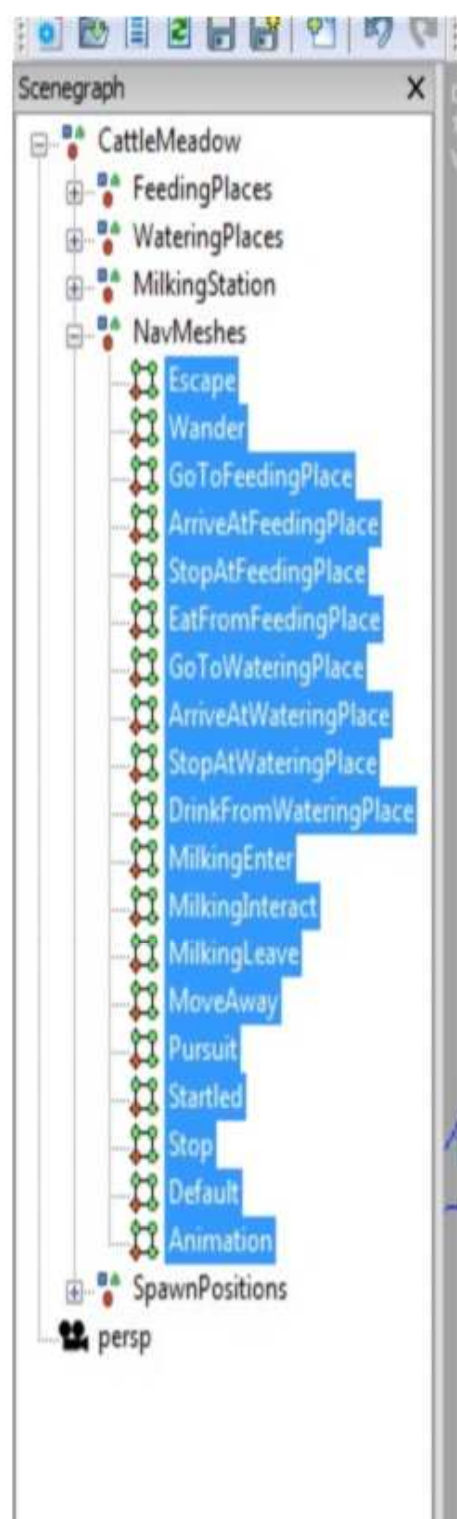 Scenegraph X
CattleMeadow
FeedingPlaces
WateringPlaces
MilkingStation
NavMeshes
Escape
Wander
GoToFeedingPlace
ArriveAtFeedingPlace
StopAtFeedingPlace
EatFromFeedingPlace
GoToWateringPlace
ArriveAtWateringPlace
StopAtWateringPlace
DrinkFromWateringPlace
MilkingEnter
MilkingInteract
MilkingLeave
MoveAway
Pursuit
Startled
Stop
Default
Animation
SpawnPositions
persp